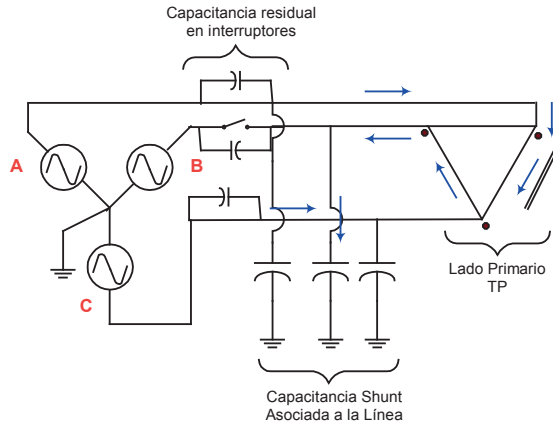 Capacitancia residual
en interruptores
A
B
C
Lado Primario
TP
Capacitancia Shunt
Asociada a la Línea